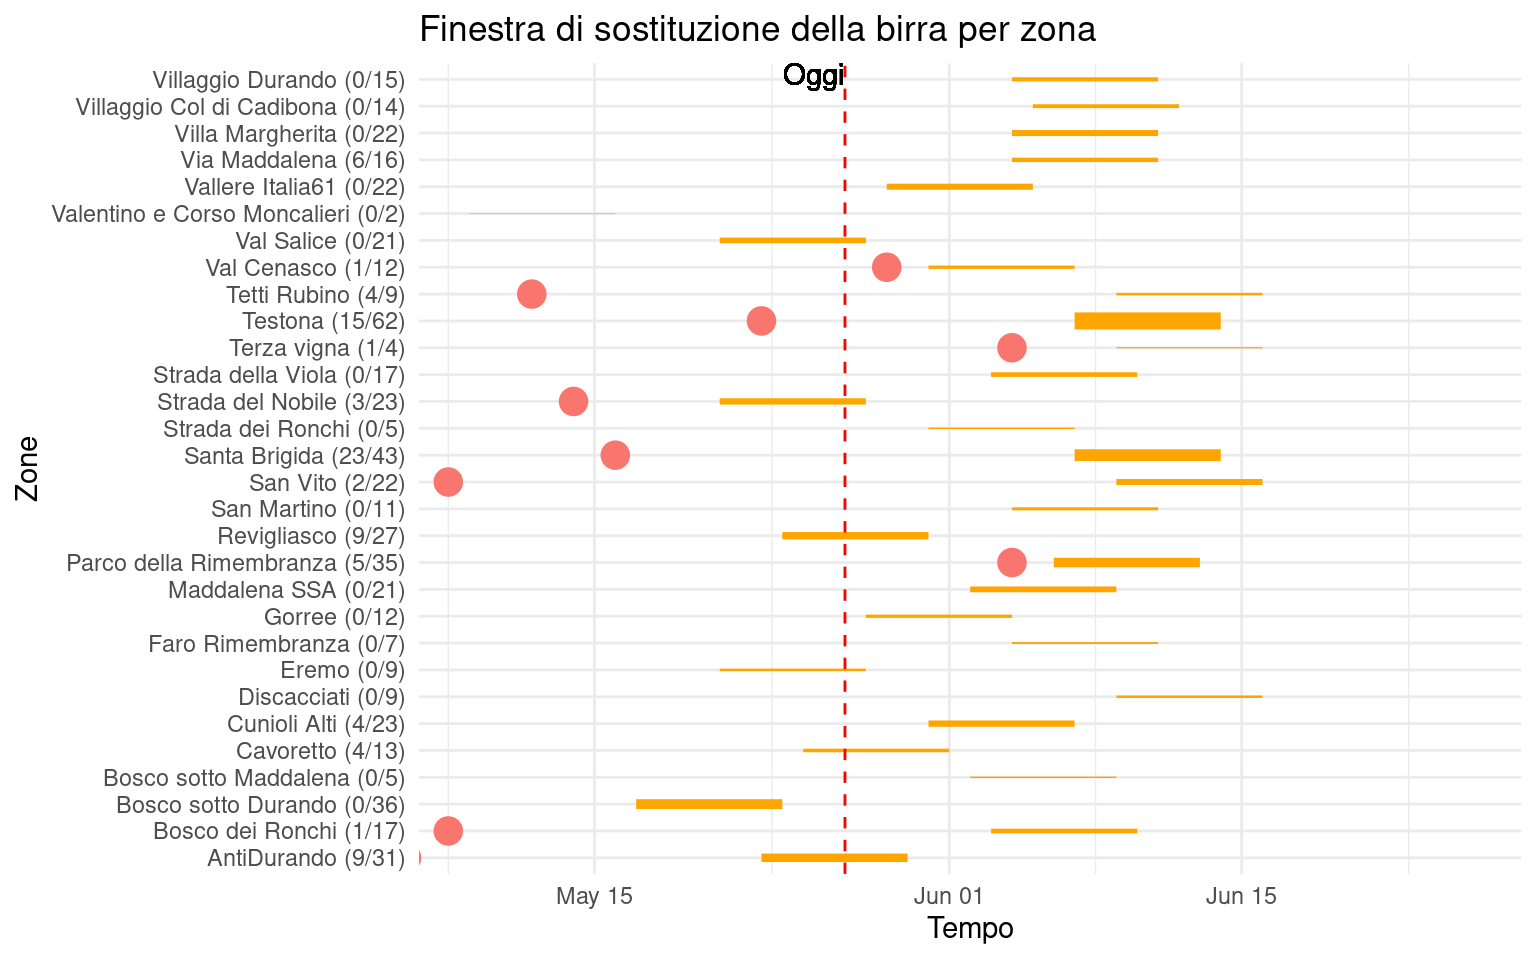 Finestra di sostituzione della birra per zona
Oggi
Villaggio Durando (0/15)
Villaggio Col di Cadibona (0/14)
Villa Margherita (0/22)
Via Maddalena (6/16)
Vallere Italia61 (0/22)
Valentino e Corso Moncalieri (0/2)
Val Salice (0/21)
Val Cenasco (1/12)
Tetti Rubino (4/9)
Testona (15/62)
Terza vigna (1/4)
Strada della Viola (0/17)
Strada del Nobile (3/23)
Strada dei Ronchi (0/5)
Santa Brigida (23/43)
San Vito (2/22)
San Martino (0/11)
Revigliasco (9/27)
Parco della Rimembranza (5/35)
Maddalena SSA (0/21)
Gorree (0/12)
Faro Rimembranza (0/7)
Eremo (0/9)
Discacciati (0/9)
Cunioli Alti (4/23)
Cavoretto (4/13)
Bosco sotto Maddalena (0/5)
Bosco sotto Durando (0/36)
Bosco dei Ronchi (1/17)
AntiDurando (9/31)
Zone
May 15
Jun 01
Jun 15
Tempo